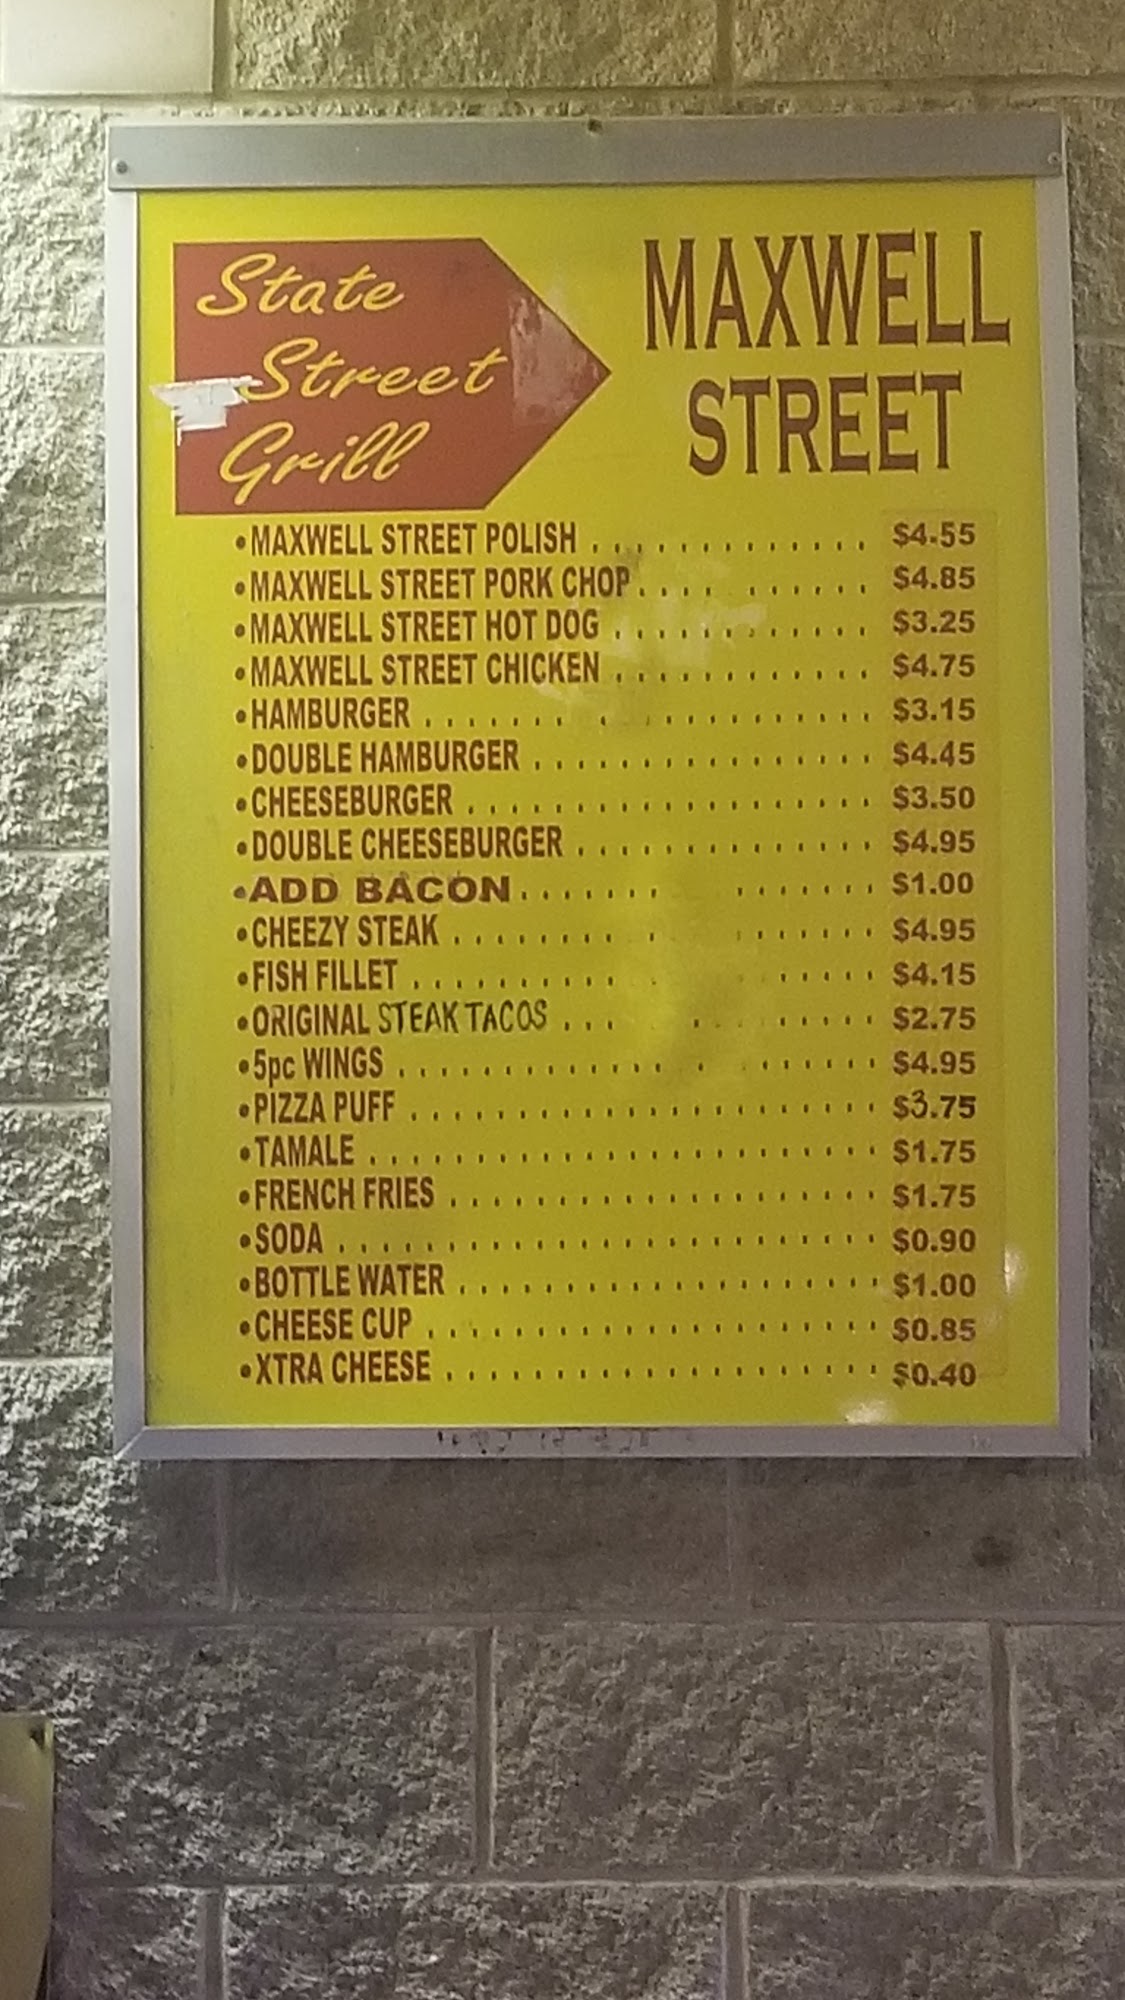 State
Street
Grill
MAXWELL
STREET
•MAXWELL STREET POLISH . . . . . . . . . . . . . $4.55
•MAXWELL STREET PORK CHOP . . . . . . . . . . $4.85
•MAXWELL STREET HOT DOG . . . . . . . . . . . . $3.25
•MAXWELL STREET CHICKEN . . . . . . . . . . . . $4.75
•HAMBURGER . . . . . . . . . . . . . . . . $3.15
•DOUBLE HAMBURGER . . . . . . . . . . . . $4.45
•CHEESEBURGER . . . . . . . . . . . . . . $3.50
•DOUBLE CHEESEBURGER . . . . . . . . . . . $4.95
•ADD BACON . . . . . . . . . . . . $1.00
•CHEEZY STEAK . . . . . . . . . . . . $4.95
•FISH FILLET . . . . . . . . . . . . $4.15
•ORIGINAL STEAK TACOS . . . . . . . . . . $2.75
•5pc WINGS . . . . . . . . . . . . . . . $4.95
•PIZZA PUFF . . . . . . . . . . . . . . . . $3.75
•TAMALE . . . . . . . . . . . . . . . . . . $1.75
•FRENCH FRIES . . . . . . . . . . . . . . . $1.75
•SODA . . . . . . . . . . . . . . . . . . . $0.90
•BOTTLE WATER . . . . . . . . . . . . . . . $1.00
•CHEESE CUP . . . . . . . . . . . . . . . . $0.85
•XTRA CHEESE . . . . . . . . . . . . . . . $0.40